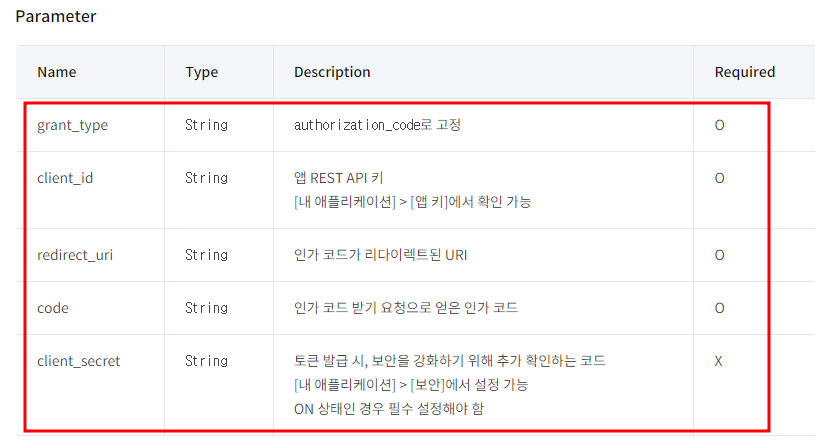 Parameter
Name Type Description Required
grant_type String authorization_code로 고정 O
client_id String 앱 REST API 키 O
[내 애플리케이션] > [앱 키]에서 확인 가능
redirect_uri String 인가 코드가 리다이렉트된 URI O
code String 인가 코드 받기 요청으로 얻은 인가 코드 O
client_secret String 토큰 발급 시, 보안을 강화하기 위해 추가 확인하는 코드 X
[내 애플리케이션] > [보안]에서 설정 가능
ON 상태인 경우 필수 설정해야 함